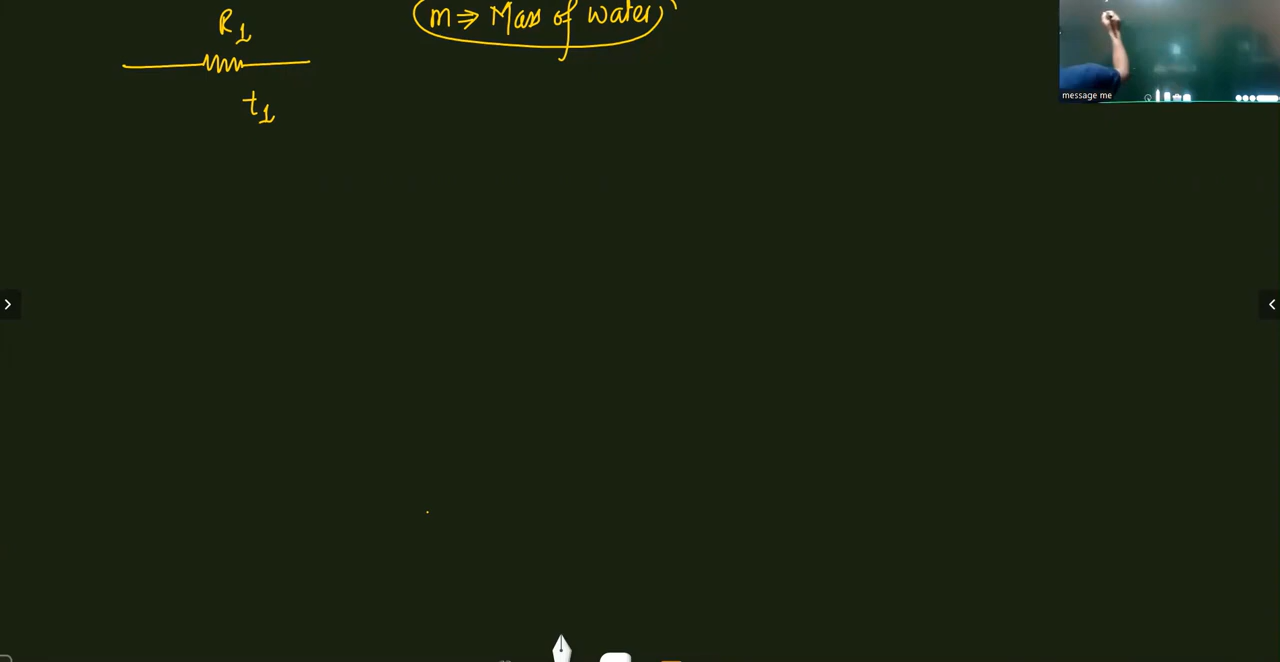 R1
(m ⇒ Mass of water)
t1
message me